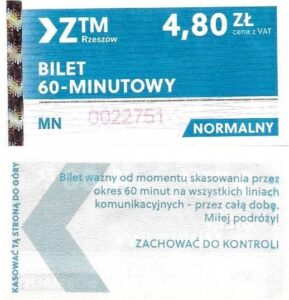 ZTM
Rzeszów
4,80 ZŁ
cena z VAT
BILET
60-MINUTOWY
MN 0022751
NORMALNY
KASOWAĆ TĄ STRONĄ DO GÓRY
Bilet ważny od momentu skasowania przez
okres 60 minut na wszystkich liniach
komunikacyjnych - przez całą dobę.
Miłej podróży!
ZACHOWAĆ DO KONTROLI